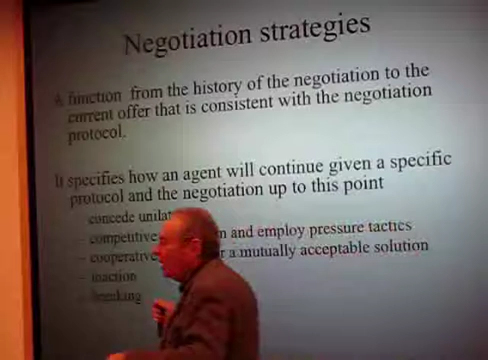 Negotiation strategies
A function from the history of the negotiation to the
current offer that is consistent with the negotiation
protocol.
It specifies how an agent will continue given a specific
protocol and the negotiation up to this point
concede
– competitive and employ pressure tactics
– cooperative a mutually acceptable solution
– inaction
– breaking